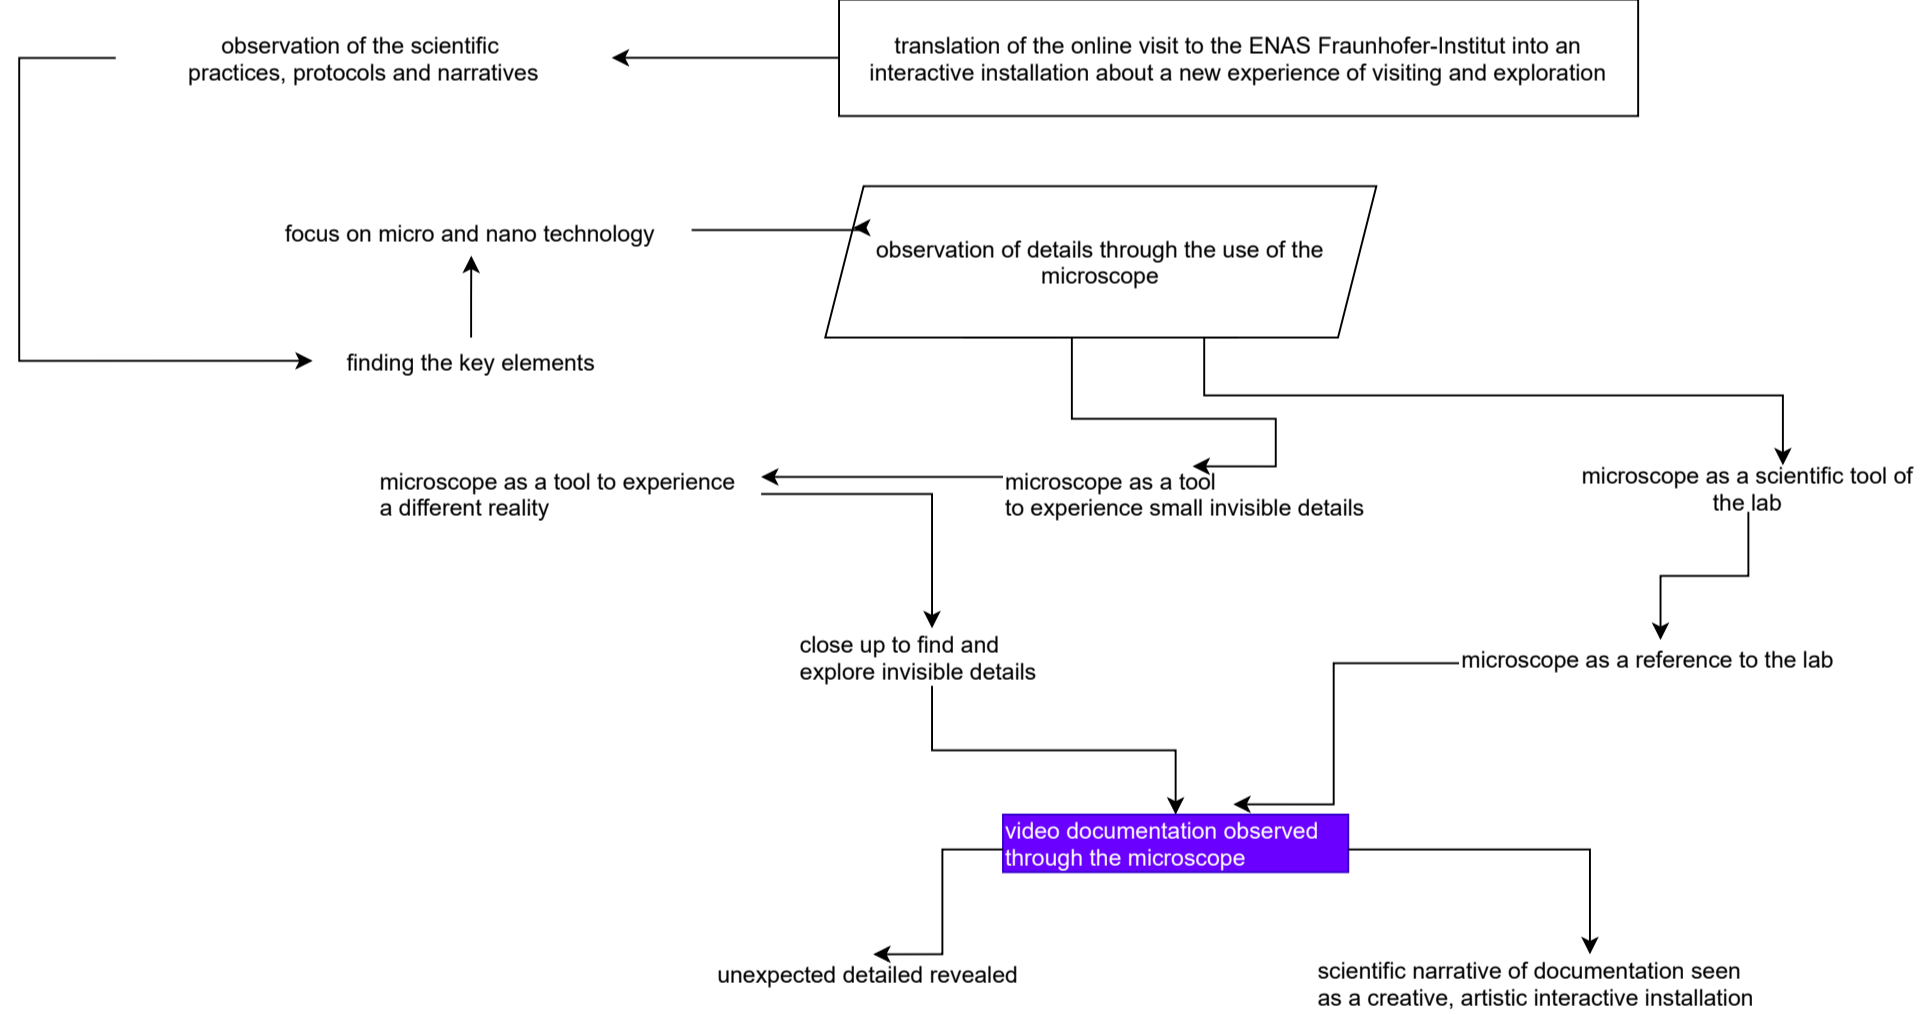 observation of the scientific
practices, protocols and narratives
translation of the online visit to the ENAS Fraunhofer-Institut into an
interactive installation about a new experience of visiting and exploration
focus on micro and nano technology
observation of details through the use of the
microscope
finding the key elements
microscope as a tool to experience
a different reality
microscope as a tool
to experience small invisible details
microscope as a scientific tool of
the lab
close up to find and
explore invisible details
microscope as a reference to the lab
video documentation observed
through the microscope
unexpected detailed revealed
scientific narrative of documentation seen
as a creative, artistic interactive installation